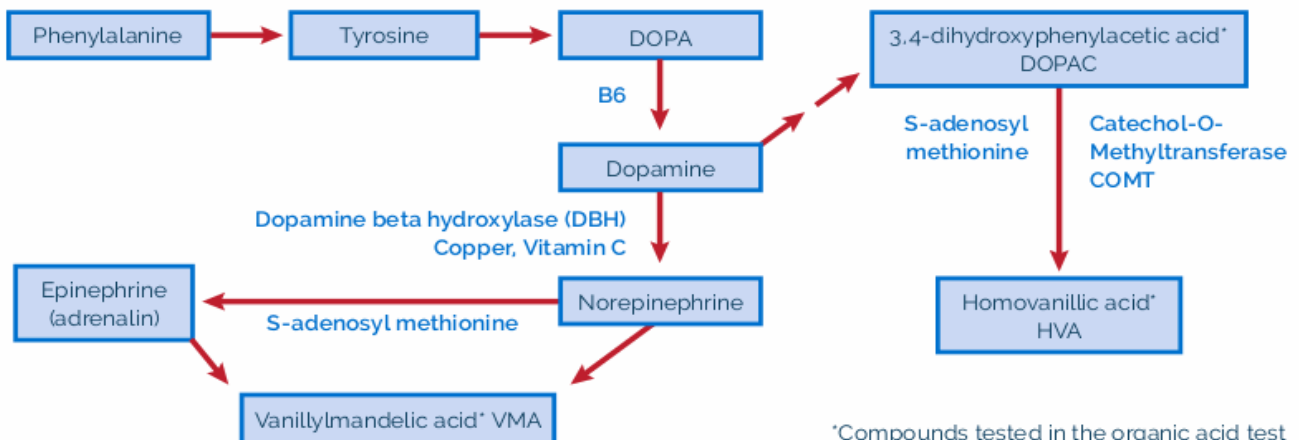 Phenylalanine
Tyrosine
DOPA
3,4-dihydroxyphenylacetic acid*
DOPAC
B6
S-adenosyl
methionine
Catechol-O-
Methyltransferase
COMT
Dopamine
Dopamine beta hydroxylase (DBH)
Copper, Vitamin C
Epinephrine
(adrenalin)
S-adenosyl methionine
Norepinephrine
Homovanillic acid*
HVA
Vanillylmandelic acid* VMA
*Compounds tested in the organic acid test